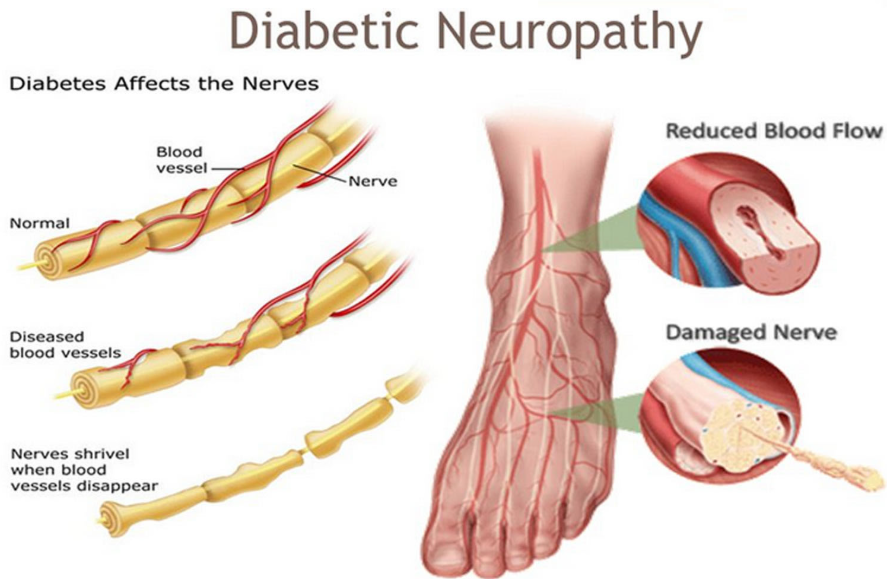 Diabetic Neuropathy
Diabetes Affects the Nerves
Blood
vessel
Nerve
Normal
Diseased
blood vessels
Nerves shrivel
when blood
vessels disappear
Reduced Blood Flow
Damaged Nerve